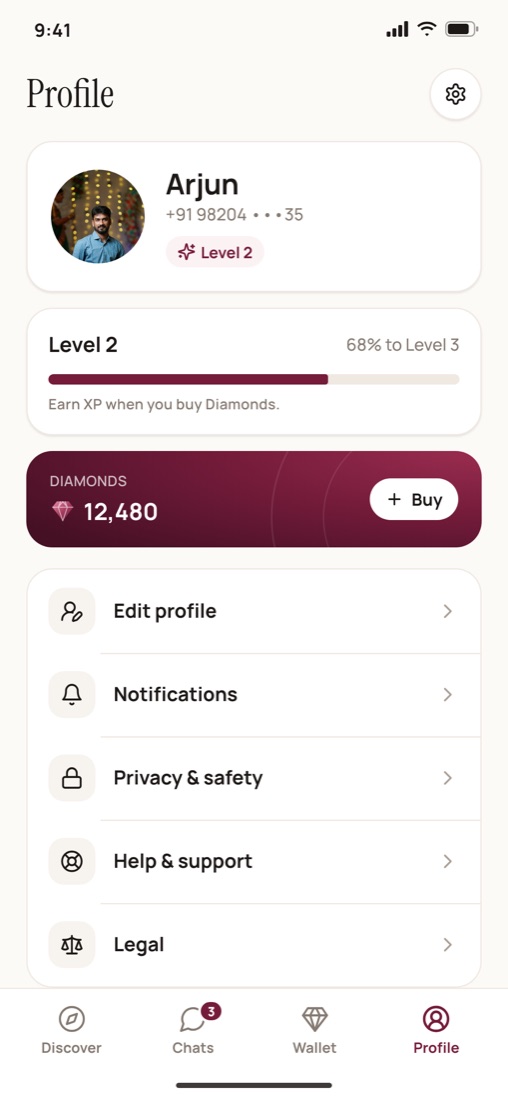 9:41
Profile
Arjun
+91 98204 •••35
Level 2
Level 2
68% to Level 3
Earn XP when you buy Diamonds.
DIAMONDS
12,480
+ Buy
Edit profile
Notifications
Privacy & safety
Help & support
Legal
3
Discover
Chats
Wallet
Profile